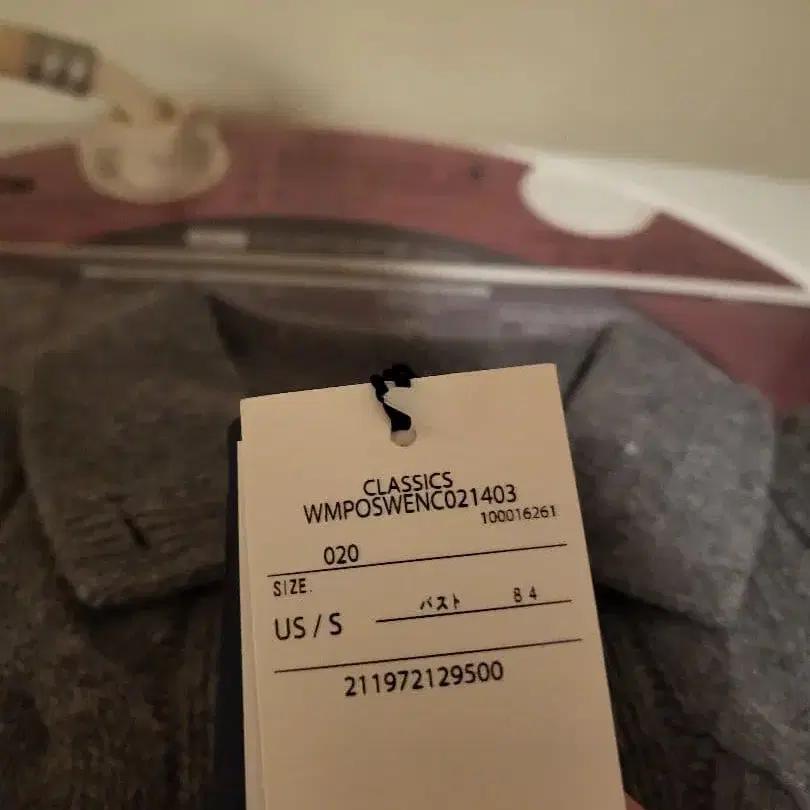 CLASSICS
WMPOSWENC021403
100016261
020
SIZE.
US / S
バスト 84
211972129500